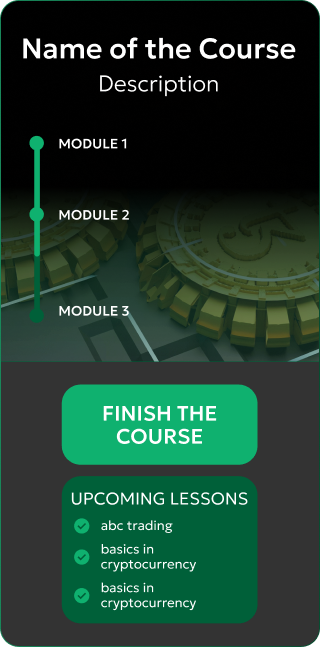 Name of the Course
Description
MODULE 1
MODULE 2
MODULE 3
FINISH THE
COURSE
UPCOMING LESSONS
abc trading
basics in
cryptocurrency
basics in
cryptocurrency